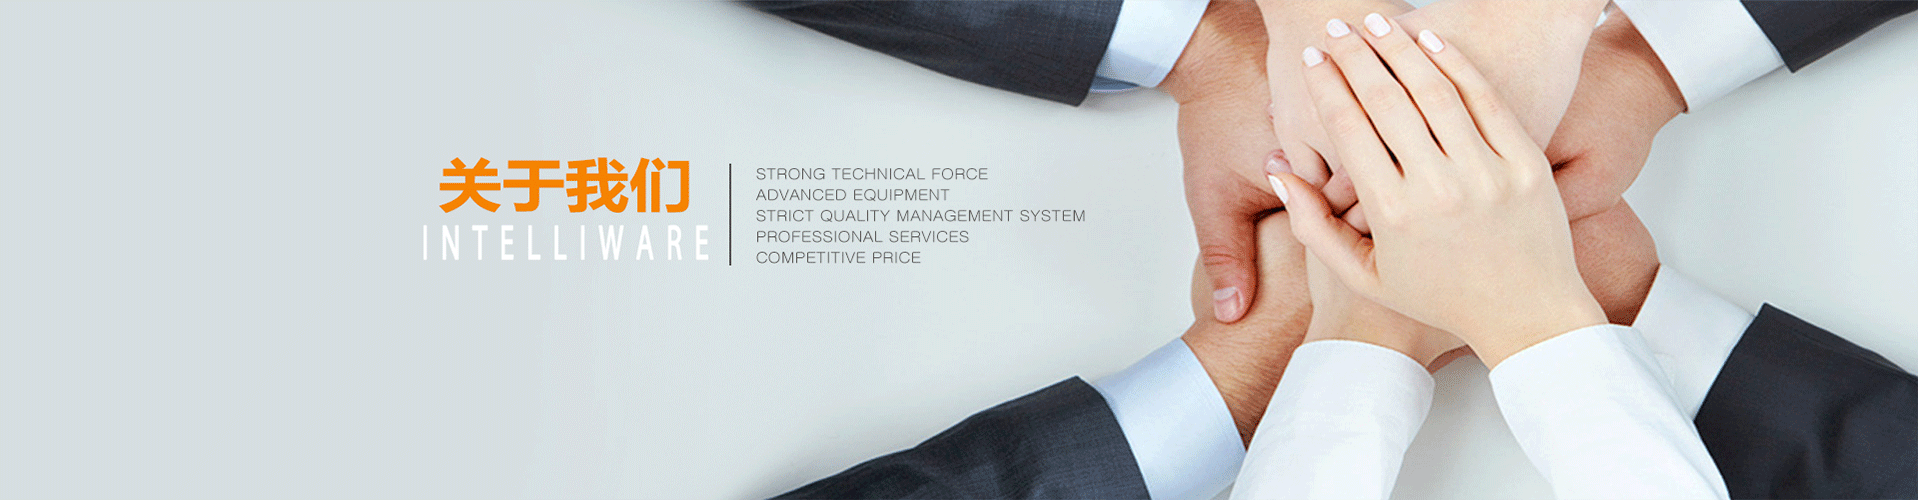 关于我们
INTELLIWARE
STRONG TECHNICAL FORCE
ADVANCED EQUIPMENT
STRICT QUALITY MANAGEMENT SYSTEM
PROFESSIONAL SERVICES
COMPETITIVE PRICE